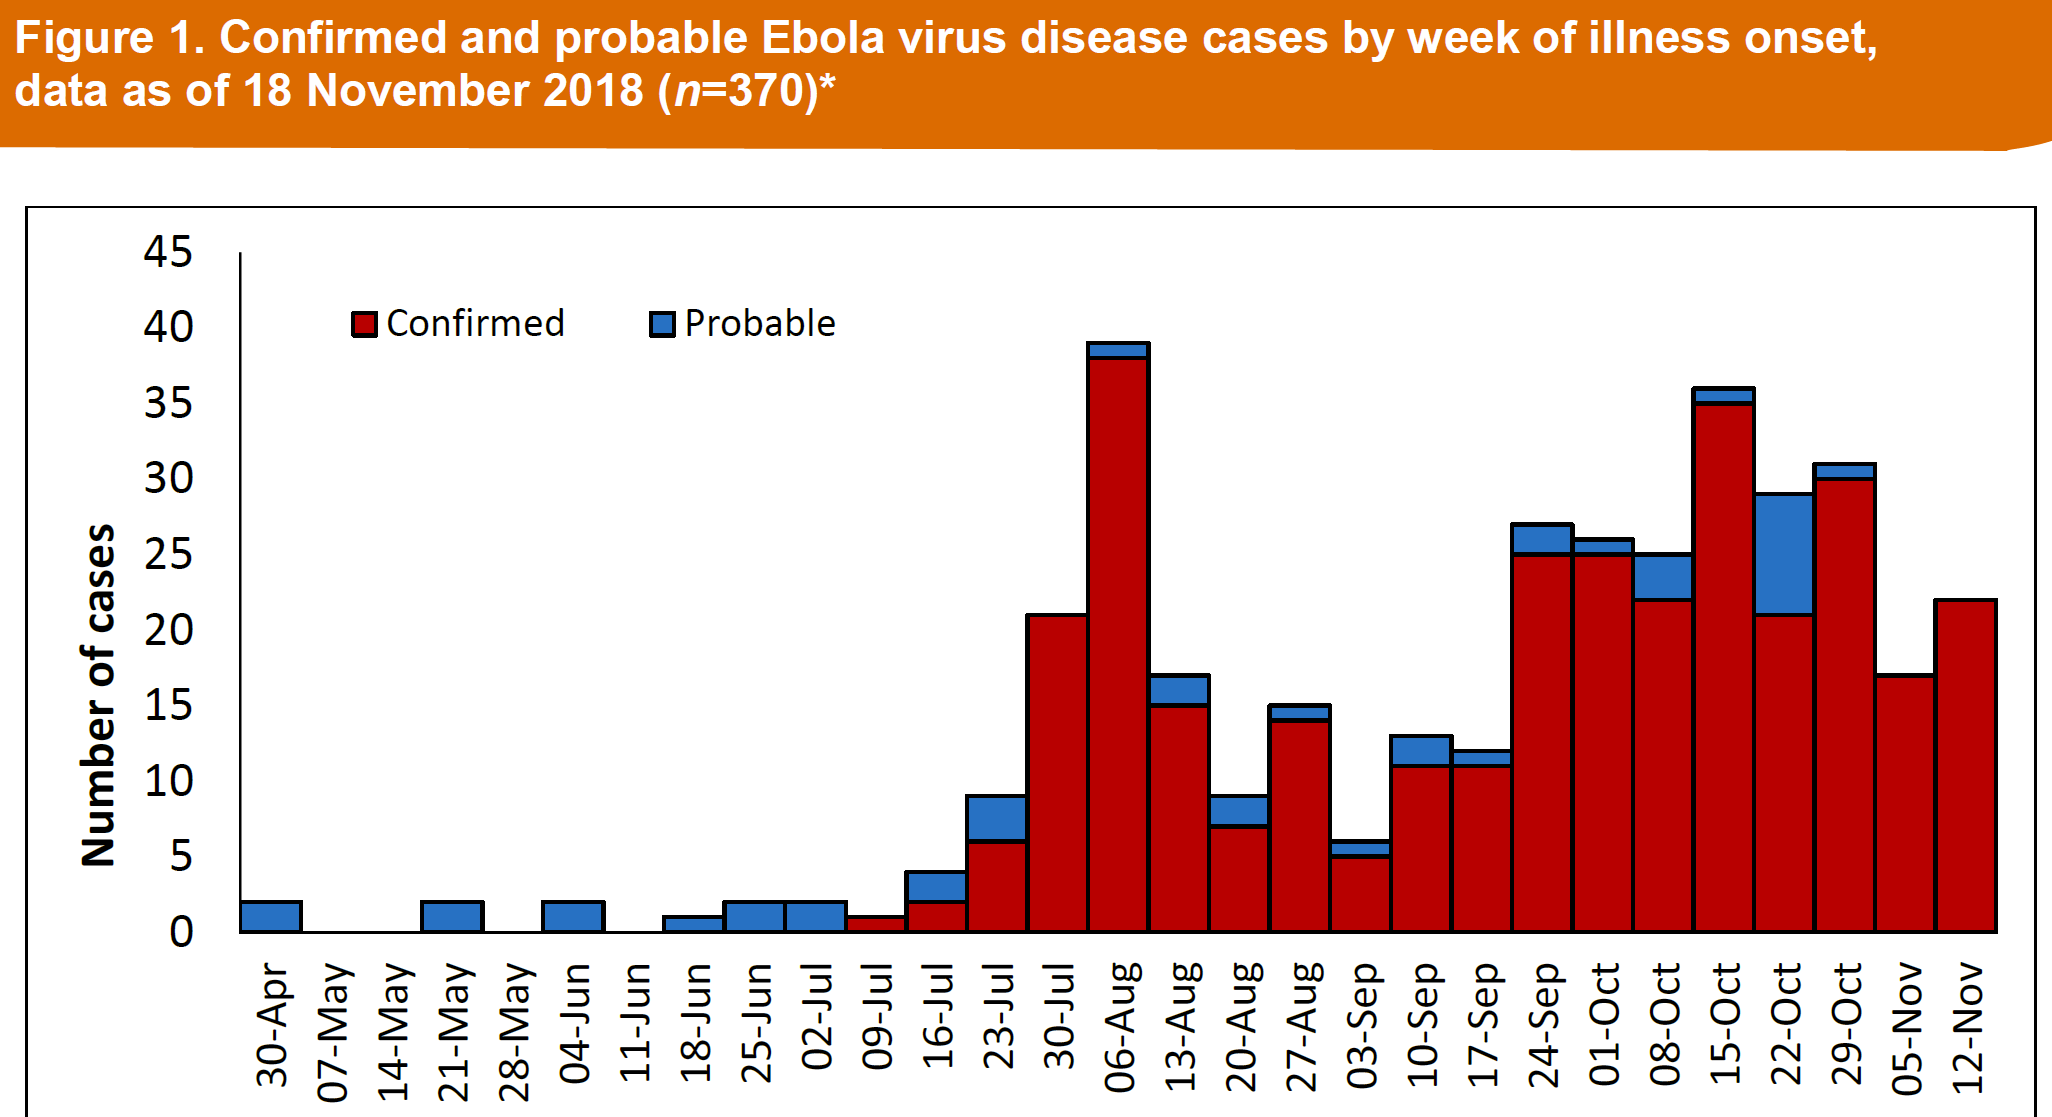 Figure 1. Confirmed and probable Ebola virus disease cases by week of illness onset,
data as of 18 November 2018 (n=370)*
45
40
35
30
25
20
15
10
5
0
Number of cases
Confirmed
Probable
30-Apr
07-May
14-May
21-May
28-May
04-Jun
11-Jun
18-Jun
25-Jun
02-Jul
09-Jul
16-Jul
23-Jul
30-Jul
06-Aug
13-Aug
20-Aug
27-Aug
03-Sep
10-Sep
17-Sep
24-Sep
01-Oct
08-Oct
15-Oct
22-Oct
29-Oct
05-Nov
12-Nov